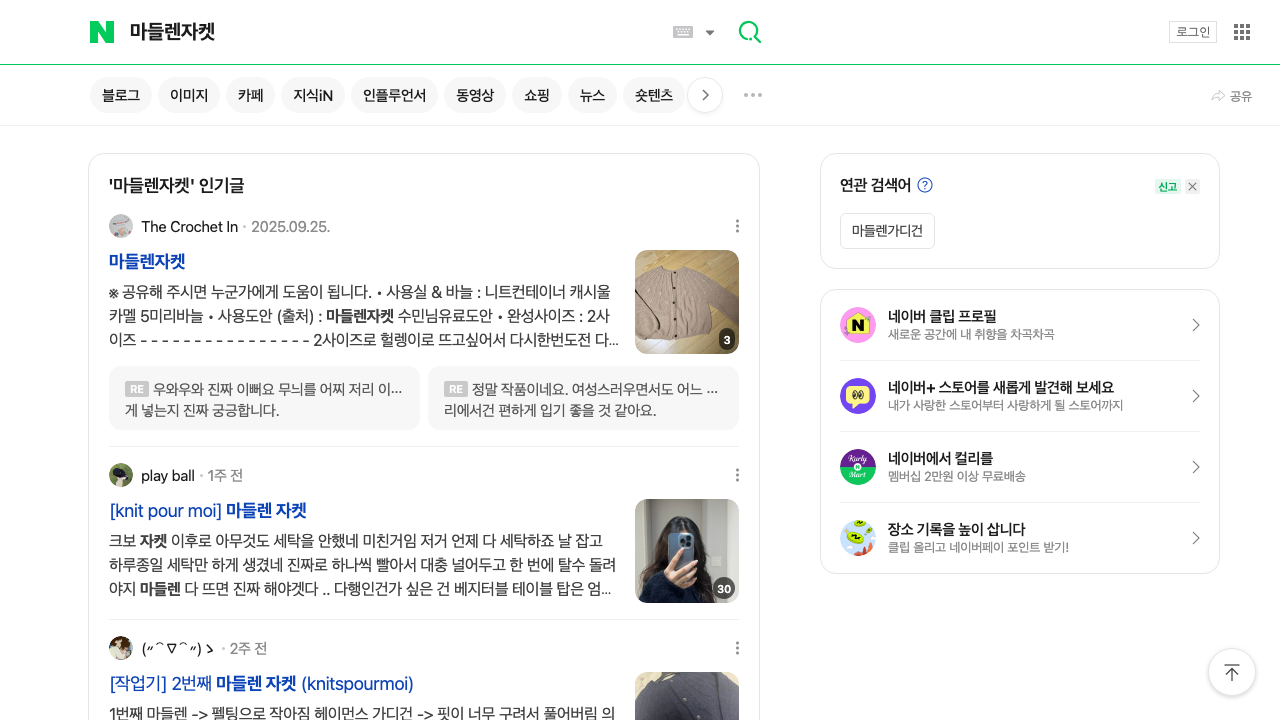 마들렌자켓
로그인
블로그
이미지
카페
지식iN
인플루언서
동영상
쇼핑
뉴스
숏텐츠
공유
'마들렌자켓' 인기글
The Crochet In · 2025.09.25.
마들렌자켓
※ 공유해 주시면 누군가에게 도움이 됩니다. • 사용실 & 바늘 : 니트컨테이너 캐시울
카멜 5미리바늘 • 사용도안 (출처) : 마들렌자켓 수민님유료도안 • 완성사이즈 : 2사
이즈 - - - - - - - - - - - - - - - - 2사이즈로 헐렝이로 뜨고싶어서 다시한번도전 다...
3
RE 우와우와 진짜 이뻐요 무늬를 어찌 저리 이...
게 넣는지 진짜 궁긍합니다.
RE 정말 작품이네요. 여성스러우면서도 어느 ...
리에서건 편하게 입기 좋을 것 같아요.
play ball · 1주 전
[knit pour moi] 마들렌 자켓
크보 자켓 이후로 아무것도 세탁을 안했네 미친거임 저거 언제 다 세탁하죠 날 잡고
하루종일 세탁만 하게 생겼네 진짜로 하나씩 빨아서 대충 널어두고 한 번에 탈수 돌려
야지 마들렌 다 뜨면 진짜 해야겟다 .. 다행인건가 싶은 건 베지터블 테이블 탑은 엄...
30
(〃⌒▽⌒〃)ゝ · 2주 전
[작업기] 2번째 마들렌 자켓 (knitspourmoi)
1번째 마들렌 -> 펠팅으로 작아짐 헤이먼스 가디건 -> 핏이 너무 구려서 풀어버림 의
연관 검색어
신고
마들렌가디건
네이버 클립 프로필
새로운 공간에 내 취향을 차곡차곡
네이버+ 스토어를 새롭게 발견해 보세요
내가 사랑한 스토어부터 사랑하게 될 스토어까지
Kurly
N
Mart
네이버에서 컬리를
멤버십 2만원 이상 무료배송
장소 기록을 높이 삽니다
클립 올리고 네이버페이 포인트 받기!